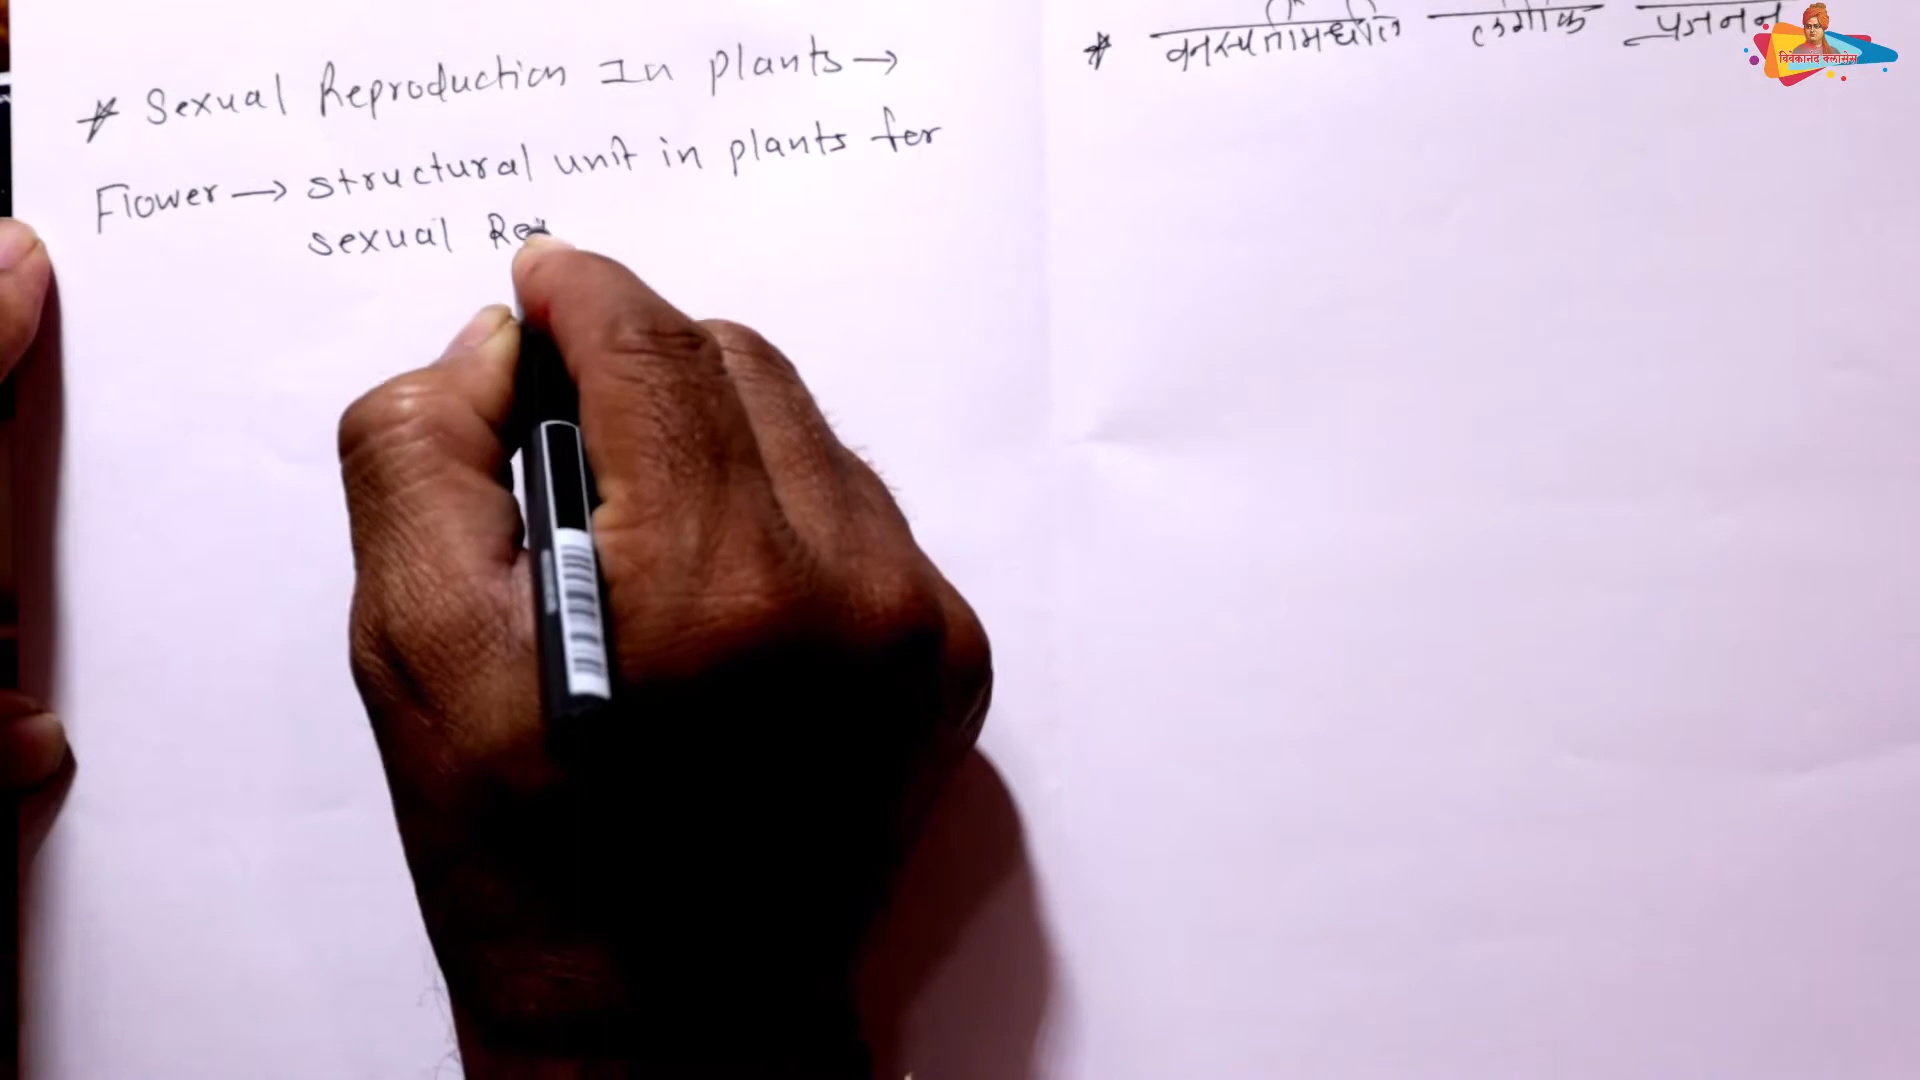 * Sexual Reproduction In plants →
Flower → structural unit in plants for
sexual Re
* वनस्पतीमधील लैंगीक प्रजनन
विवेकानंद क्लासेस